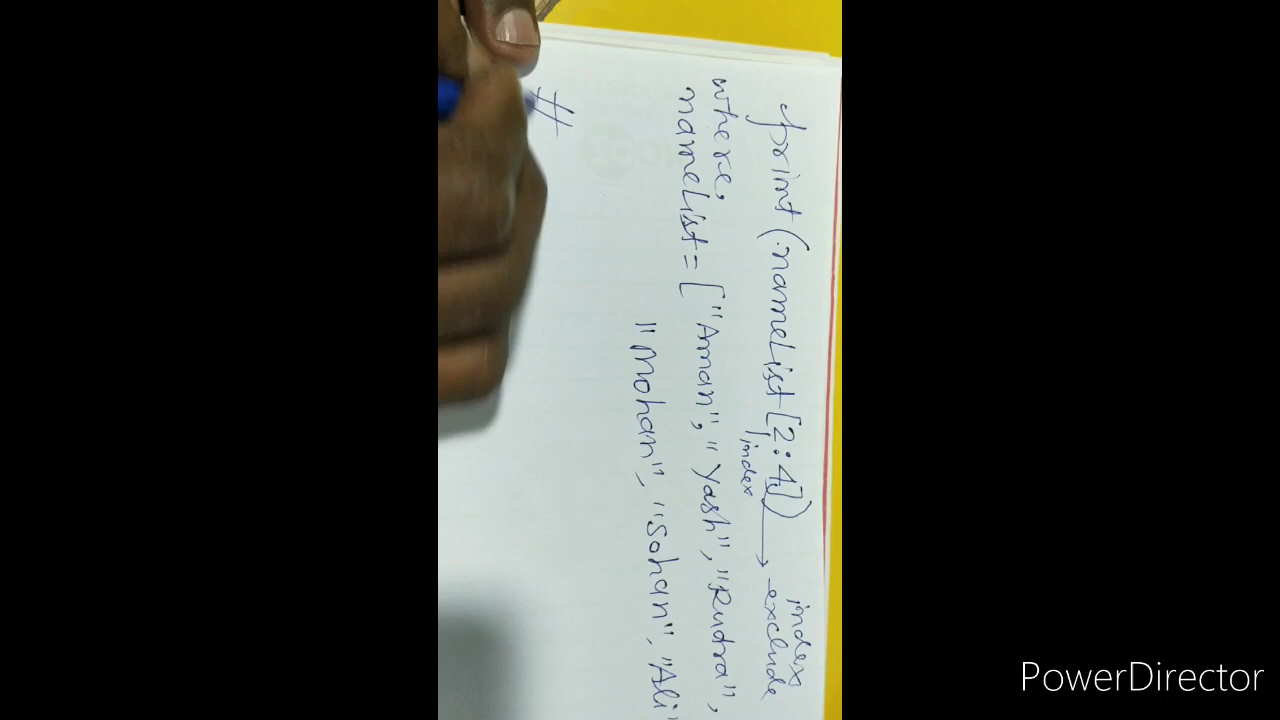 print(nameList[2:4])
index
index
exclude
where,
nameList = ["Aman", "Yash", "Rudra",
"Mohan", "Sohan", "Ali"
#
PowerDirector